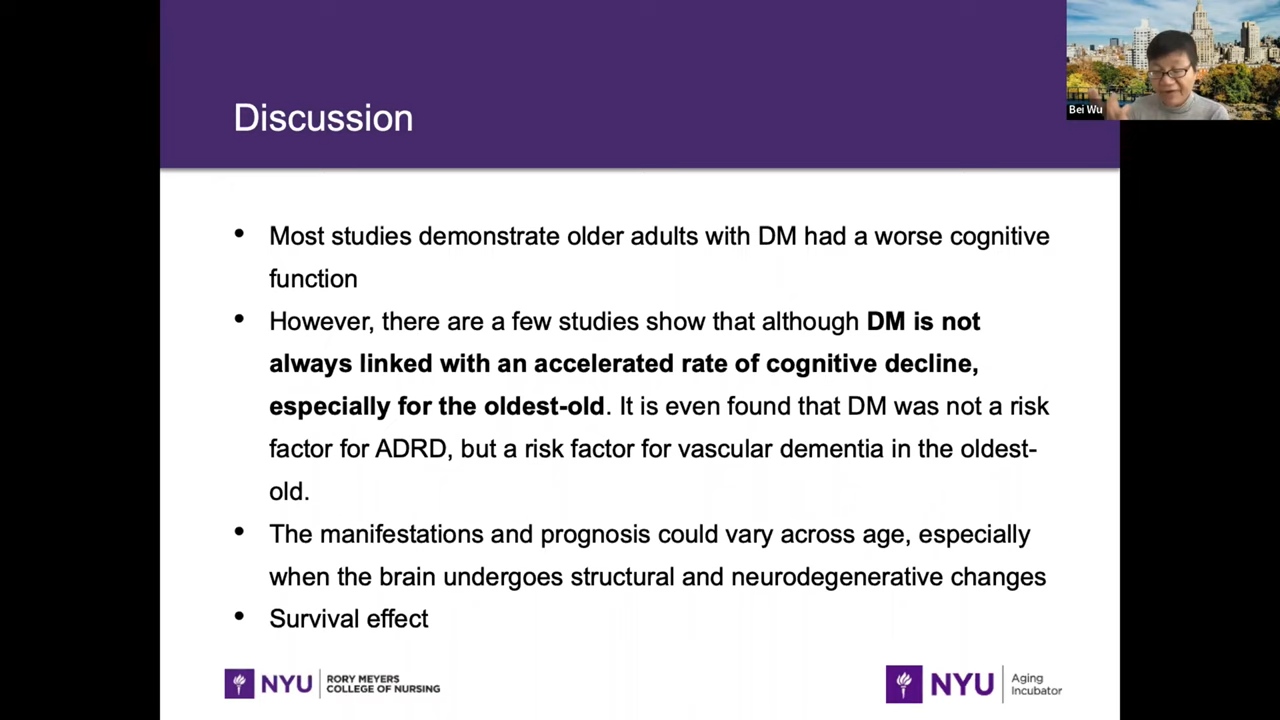 Bei Wu
Discussion
• Most studies demonstrate older adults with DM had a worse cognitive
function
• However, there are a few studies show that although DM is not
always linked with an accelerated rate of cognitive decline,
especially for the oldest-old. It is even found that DM was not a risk
factor for ADRD, but a risk factor for vascular dementia in the oldest-
old.
• The manifestations and prognosis could vary across age, especially
when the brain undergoes structural and neurodegenerative changes
• Survival effect
NYU
RORY MEYERS
COLLEGE OF NURSING
NYU
Aging
Incubator